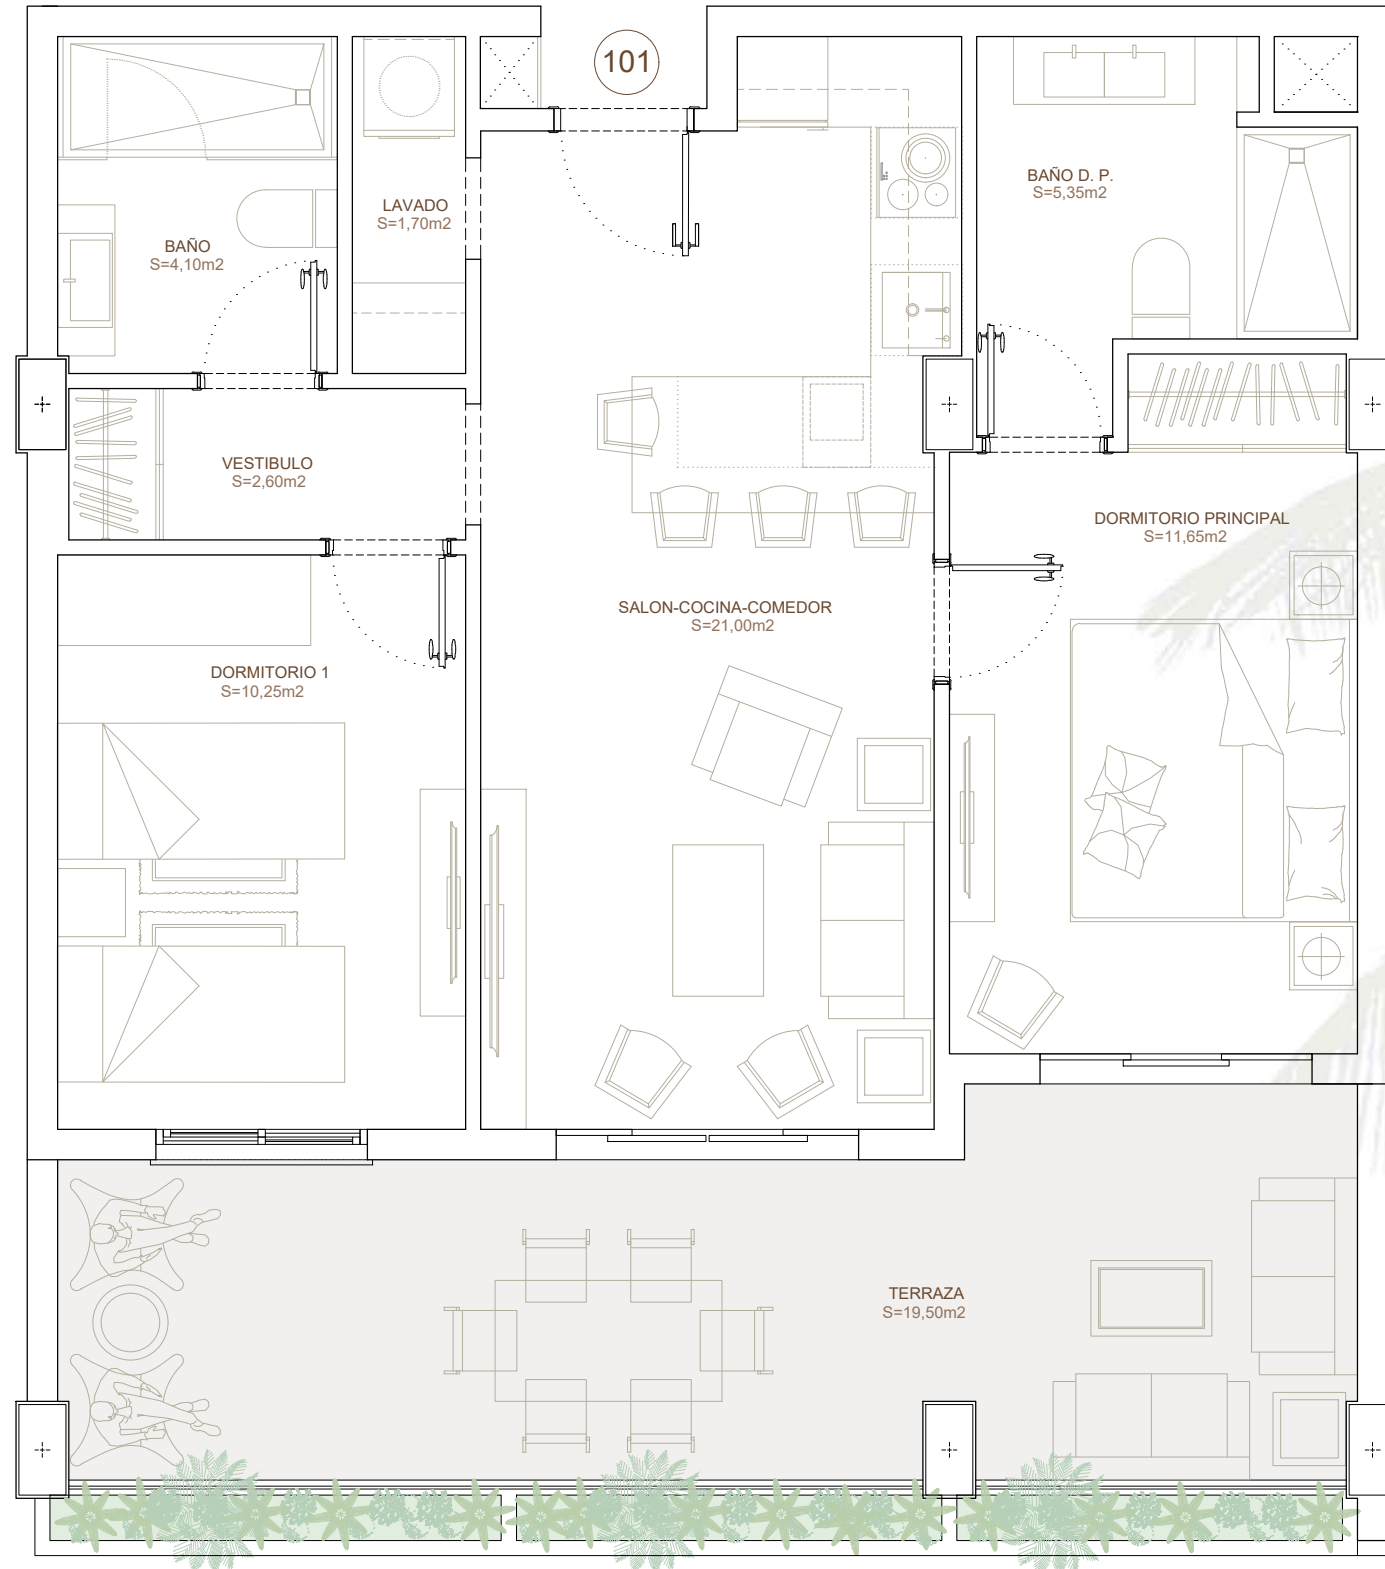 101
BAÑO D. P.
S=5,35m2
LAVADO
S=1,70m2
BAÑO
S=4,10m2
VESTIBULO
S=2,60m2
DORMITORIO PRINCIPAL
S=11,65m2
SALON-COCINA-COMEDOR
S=21,00m2
DORMITORIO 1
S=10,25m2
TERRAZA
S=19,50m2